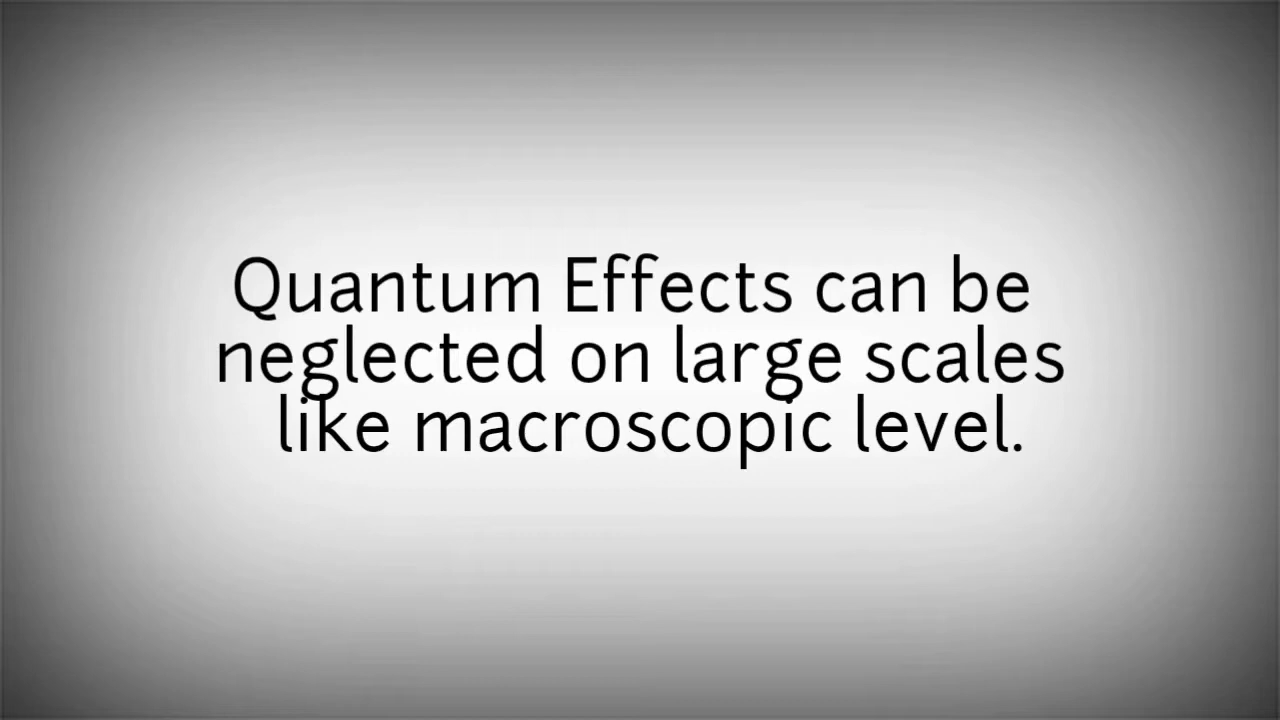 Quantum Effects can be
neglected on large scales
like macroscopic level.